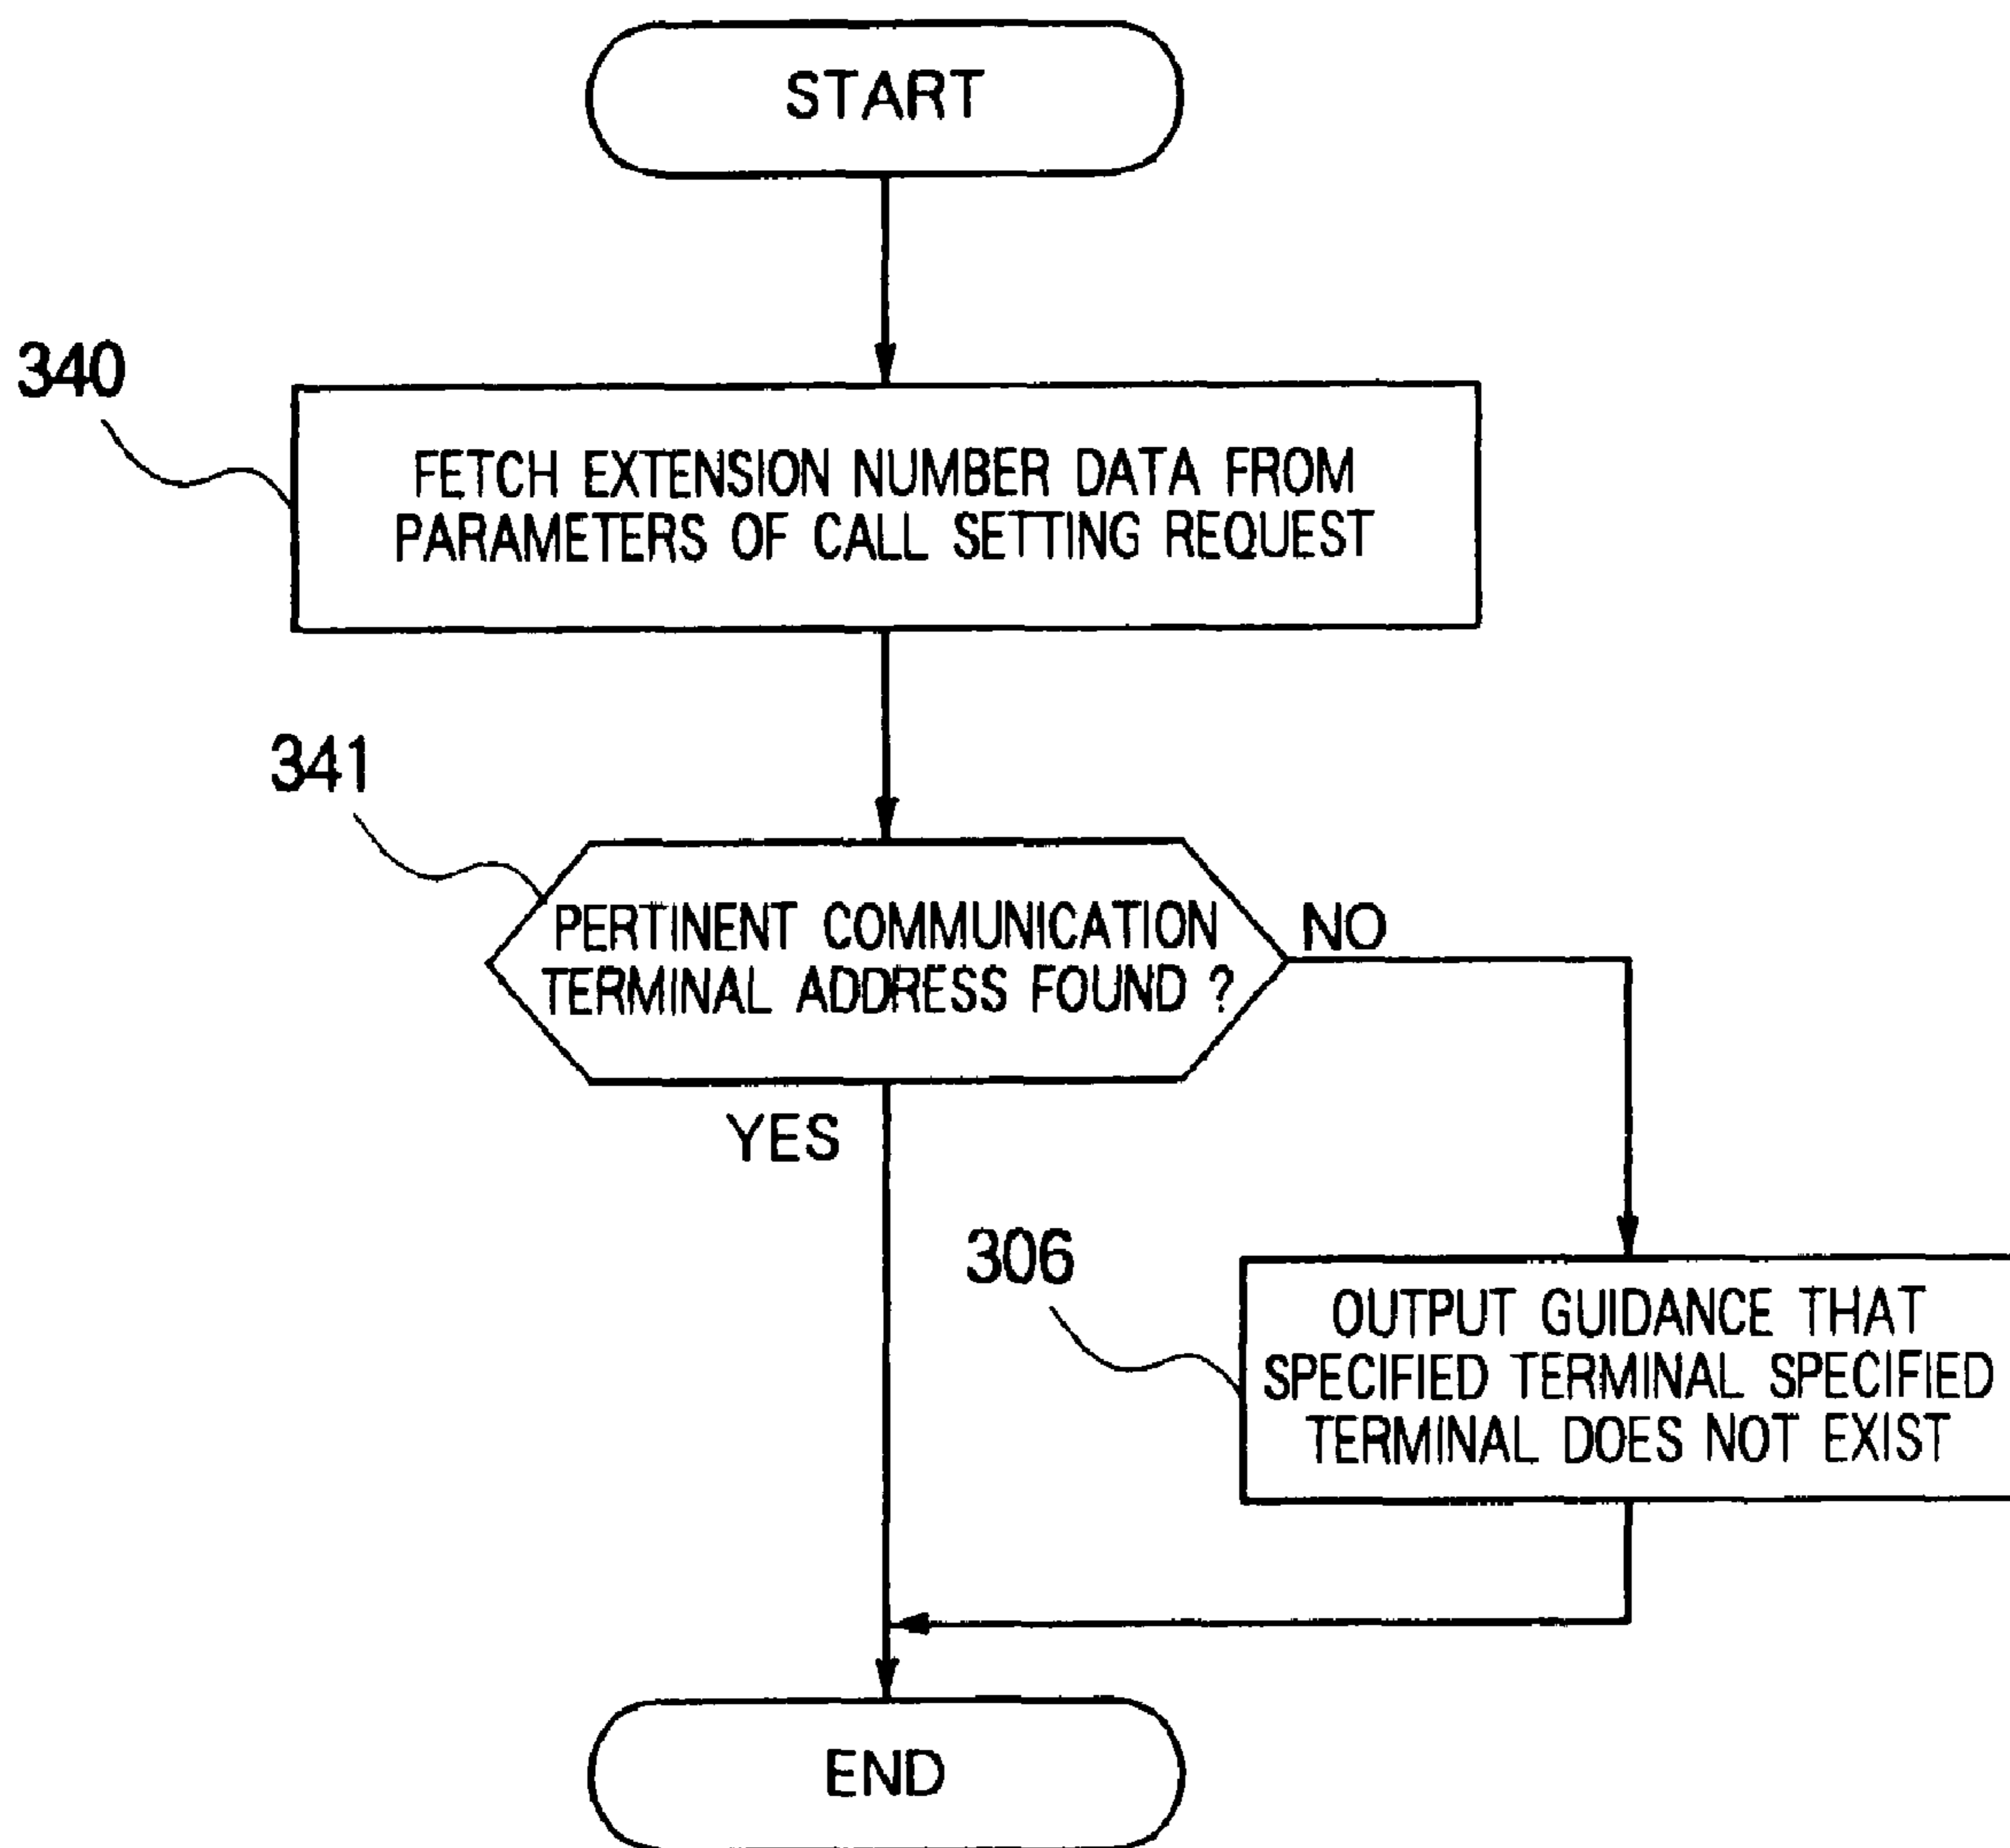 START
340
FETCH EXTENSION NUMBER DATA FROM
PARAMETERS OF CALL SETTING REQUEST
341
PERTINENT COMMUNICATION
TERMINAL ADDRESS FOUND ?
NO
YES
306
OUTPUT GUIDANCE THAT
SPECIFIED TERMINAL SPECIFIED
TERMINAL DOES NOT EXIST
END